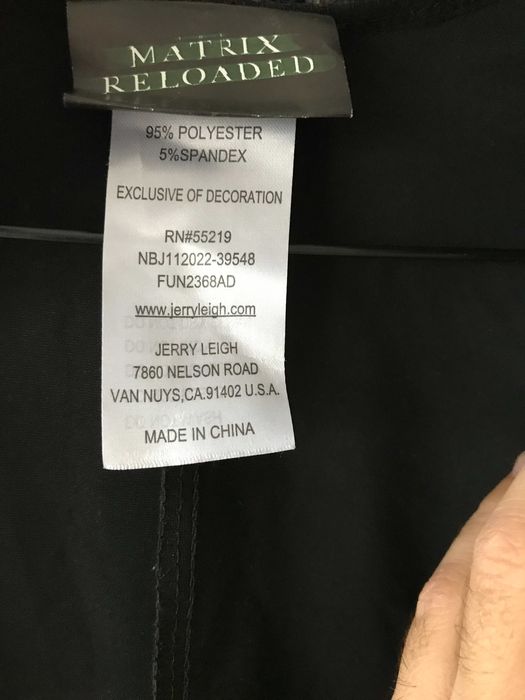 THE
MATRIX
RELOADED
95% POLYESTER
5%SPANDEX
EXCLUSIVE OF DECORATION
RN#55219
NBJ112022-39548
FUN2368AD
www.jerryleigh.com
JERRY LEIGH
7860 NELSON ROAD
VAN NUYS,CA.91402 U.S.A.
MADE IN CHINA